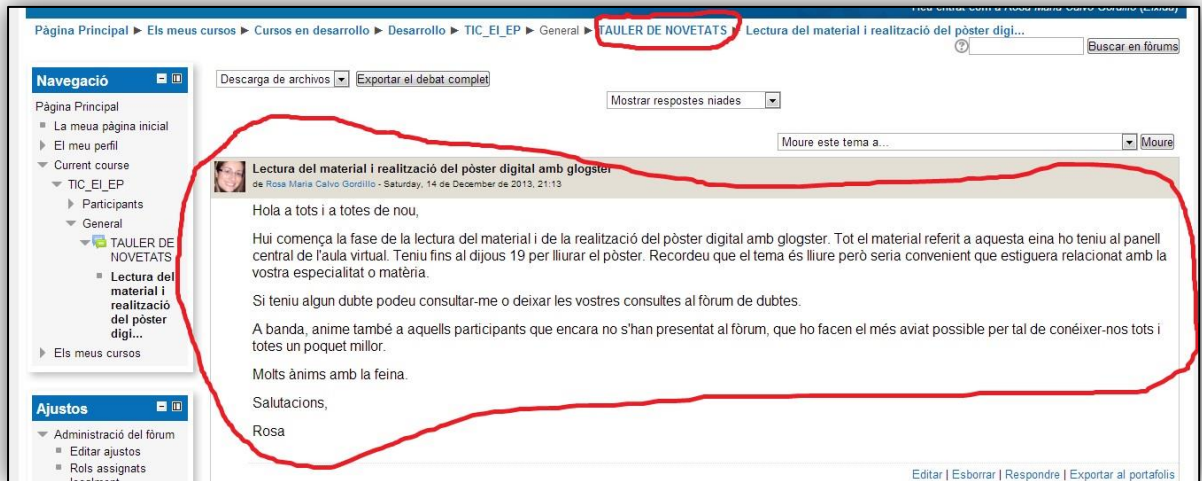 Pàgina Principal ► Els meus cursos ► Cursos en desarrollo ► Desarrollo ► TIC_EI_EP ► General ► TAULER DE NOVETATS ► Lectura del material i realització del pòster digi...
Buscar en fòrums
Navegació
Pàgina Principal
La meua pàgina inicial
El meu perfil
Current course
TIC_EI_EP
Participants
General
TAULER DE
NOVETATS
Lectura del
material i
realització
del pòster
digi...
Els meus cursos
Ajustos
Administració del fòrum
Editar ajustos
Rols assignats
localment
Descarga de archivos
Exportar el debat complet
Mostrar respostes niades
Moure este tema a...
Moure
Lectura del material i realització del pòster digital amb glogster
de Rosa Maria Calvo Gordillo - Saturday, 14 de December de 2013, 21:13
Hola a tots i a totes de nou,
Hui comença la fase de la lectura del material i de la realització del pòster digital amb glogster. Tot el material referit a aquesta eina ho teniu al panell
central de l'aula virtual. Teniu fins al dijous 19 per lliurar el pòster. Recordeu que el tema és lliure però seria convenient que estiguera relacionat amb la
vostra especialitat o matèria.
Si teniu algun dubte podeu consultar-me o deixar les vostres consultes al fòrum de dubtes.
A banda, anime també a aquells participants que encara no s'han presentat al fòrum, que ho facen el més aviat possible per tal de conéixer-nos tots i
totes un poquet millor.
Molts ànims amb la feina.
Salutacions,
Rosa
Editar | Esborrar | Respondre | Exportar al portafolis